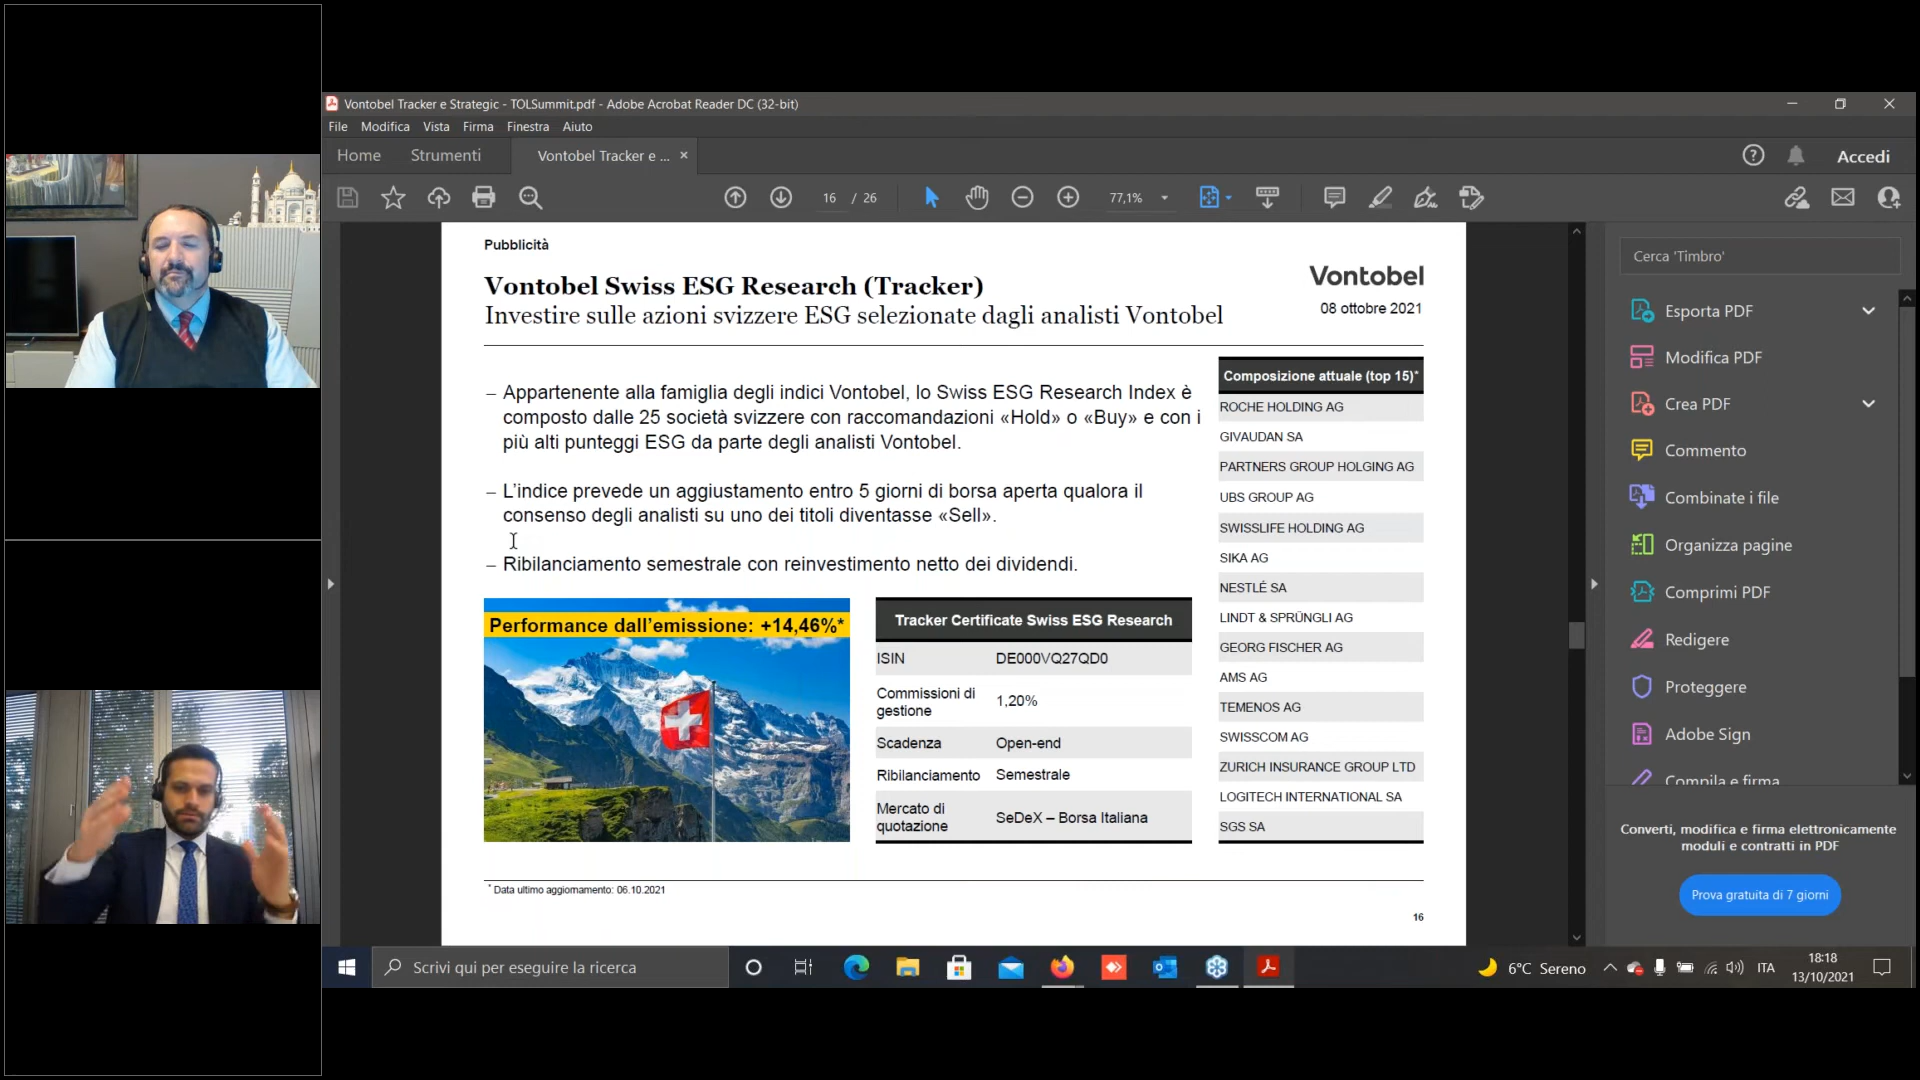 Vontobel Tracker e Strategic - TOLSummit.pdf - Adobe Acrobat Reader DC (32-bit)
File Modifica Vista Firma Finestra Aiuto
Home Strumenti Vontobel Tracker e ... × Accedi
16 / 26 77,1%
Pubblicità
Vontobel
08 ottobre 2021
Vontobel Swiss ESG Research (Tracker)
Investire sulle azioni svizzere ESG selezionate dagli analisti Vontobel
– Appartenente alla famiglia degli indici Vontobel, lo Swiss ESG Research Index è
composto dalle 25 società svizzere con raccomandazioni «Hold» o «Buy» e con i
più alti punteggi ESG da parte degli analisti Vontobel.
– L'indice prevede un aggiustamento entro 5 giorni di borsa aperta qualora il
consenso degli analisti su uno dei titoli diventasse «Sell».
– Ribilanciamento semestrale con reinvestimento netto dei dividendi.
Performance dall'emissione: +14,46%*
Tracker Certificate Swiss ESG Research
ISIN DE000VQ27QD0
Commissioni di
gestione 1,20%
Scadenza Open-end
Ribilanciamento Semestrale
Mercato di
quotazione SeDeX – Borsa Italiana
Composizione attuale (top 15)*
ROCHE HOLDING AG
GIVAUDAN SA
PARTNERS GROUP HOLGING AG
UBS GROUP AG
SWISSLIFE HOLDING AG
SIKA AG
NESTLÉ SA
LINDT & SPRÜNGLI AG
GEORG FISCHER AG
AMS AG
TEMENOS AG
SWISSCOM AG
ZURICH INSURANCE GROUP LTD
LOGITECH INTERNATIONAL SA
SGS SA
* Data ultimo aggiornamento: 06.10.2021
16
Cerca 'Timbro'
Esporta PDF
Modifica PDF
Crea PDF
Commento
Combinate i file
Organizza pagine
Comprimi PDF
Redigere
Proteggere
Adobe Sign
Compila e firma
Converti, modifica e firma elettronicamente
moduli e contratti in PDF
Prova gratuita di 7 giorni
Scrivi qui per eseguire la ricerca
6°C Sereno ITA
18:18
13/10/2021